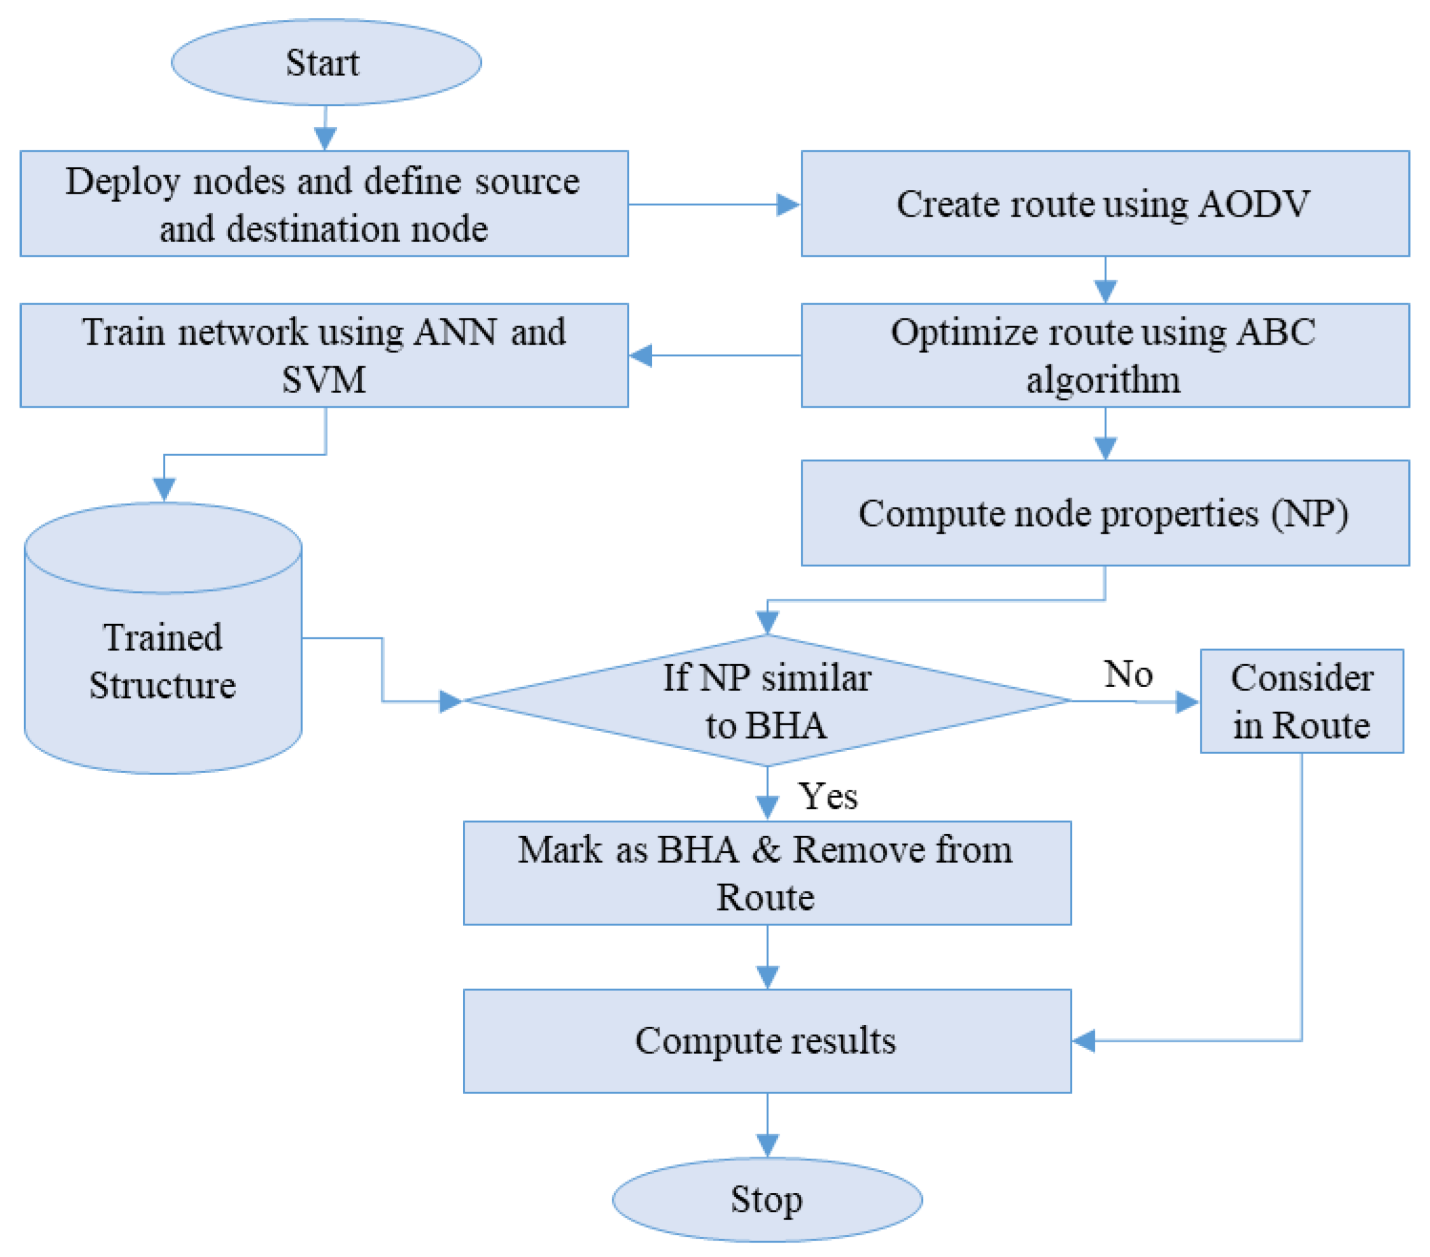 Start
Deploy nodes and define source
and destination node
Create route using AODV
Train network using ANN and
SVM
Optimize route using ABC
algorithm
Compute node properties (NP)
Trained
Structure
If NP similar
to BHA
No
Consider
in Route
Yes
Mark as BHA & Remove from
Route
Compute results
Stop